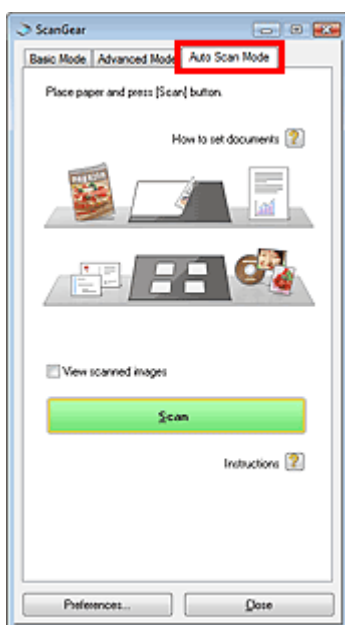 ScanGear
Basic Mode Advanced Mode Auto Scan Mode
Place paper and press [Scan] button.
How to set documents
View scanned images
Scan
Instructions
Preferences... Close